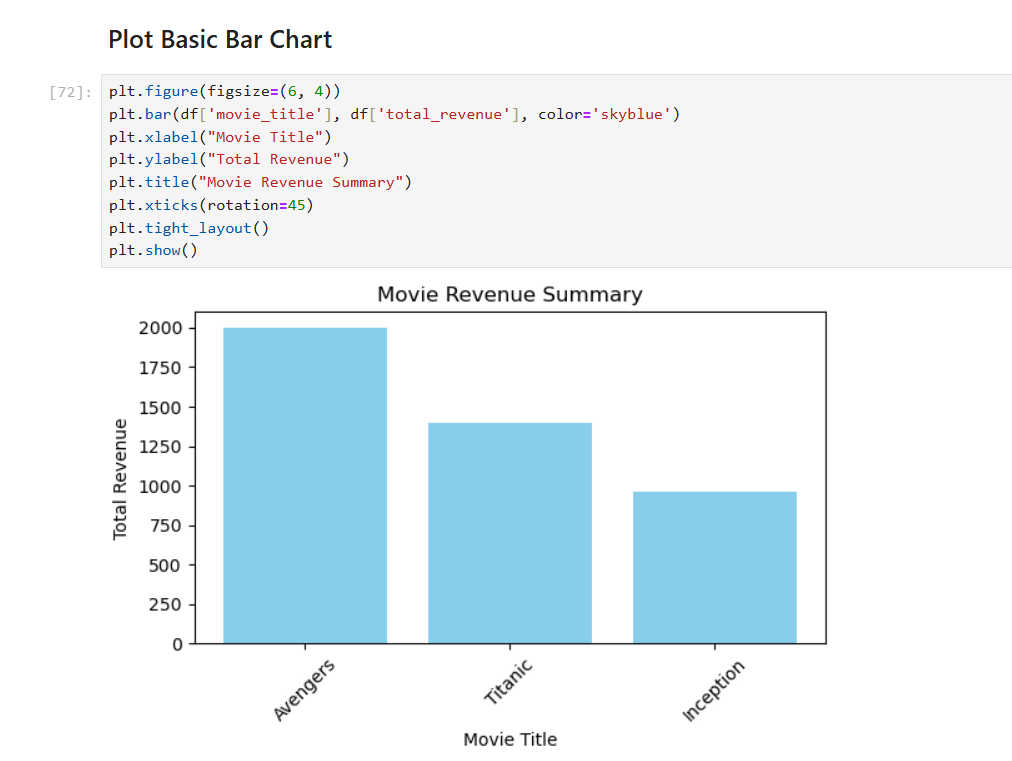 Plot Basic Bar Chart
[72]:
plt.figure(figsize=(6, 4))
plt.bar(df['movie_title'], df['total_revenue'], color='skyblue')
plt.xlabel("Movie Title")
plt.ylabel("Total Revenue")
plt.title("Movie Revenue Summary")
plt.xticks(rotation=45)
plt.tight_layout()
plt.show()
Movie Revenue Summary
Total Revenue
2000
1750
1500
1250
1000
750
500
250
0
Avengers
Titanic
Inception
Movie Title